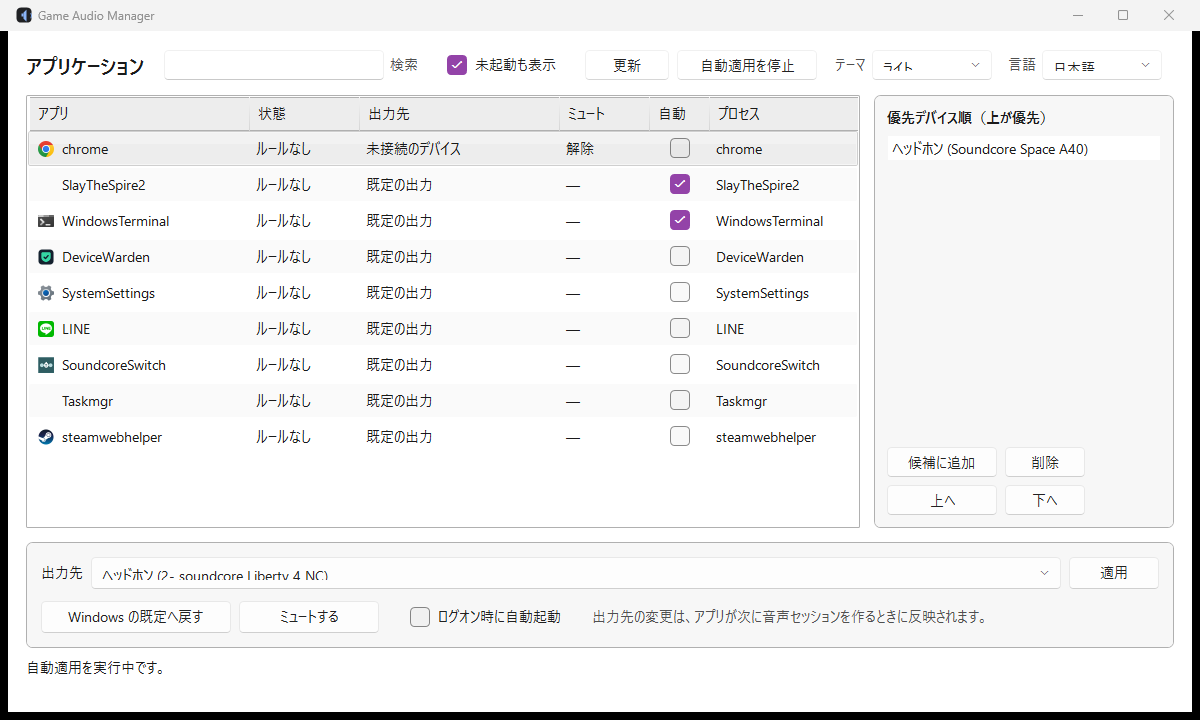 Game Audio Manager
アプリケーション 検索 未起動も表示 更新 自動適用を停止 テーマ ライト 言語 日本語
アプリ 状態 出力先 ミュート 自動 プロセス
chrome ルールなし 未接続のデバイス 解除 chrome
SlayTheSpire2 ルールなし 既定の出力 — SlayTheSpire2
WindowsTerminal ルールなし 既定の出力 — WindowsTerminal
DeviceWarden ルールなし 既定の出力 — DeviceWarden
SystemSettings ルールなし 既定の出力 — SystemSettings
LINE ルールなし 既定の出力 — LINE
SoundcoreSwitch ルールなし 既定の出力 — SoundcoreSwitch
Taskmgr ルールなし 既定の出力 — Taskmgr
steamwebhelper ルールなし 既定の出力 — steamwebhelper
優先デバイス順（上が優先）
ヘッドホン (Soundcore Space A40)
候補に追加 削除
上へ 下へ
出力先 ヘッドホン (2- soundcore Liberty 4 NC) 適用
Windows の既定へ戻す ミュートする ログオン時に自動起動 出力先の変更は、アプリが次に音声セッションを作るときに反映されます。
自動適用を実行中です。